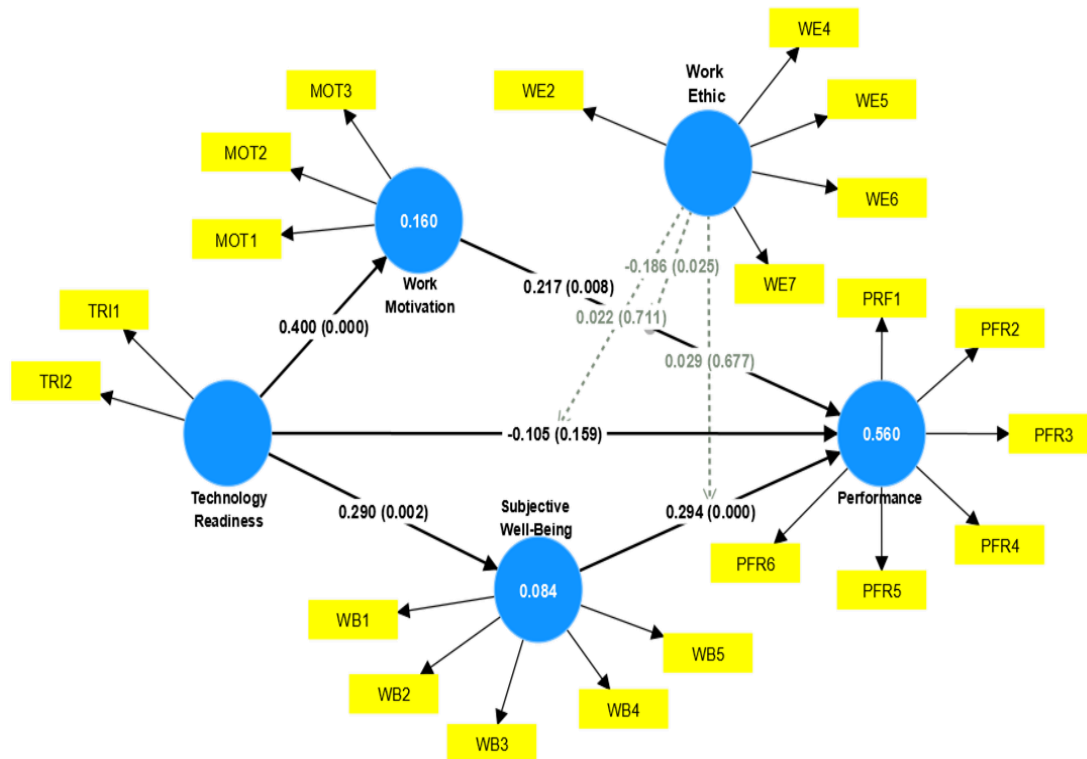 WE4
Work
Ethic
MOT3
WE2
WE5
MOT2
WE6
0.160
MOT1
-0.186 (0.025)
Work
Motivation
0.217 (0.008)
WE7
PRF1
TRI1
0.400 (0.000)
0.022 (0.711)
PFR2
0.029 (0.677)
TRI2
-0.105 (0.159)
0.560
PFR3
Technology
Readiness
Subjective
Well-Being
0.290 (0.002)
0.294 (0.000)
Performance
PFR4
PFR6
PFR5
0.084
WB1
WB5
WB2
WB4
WB3